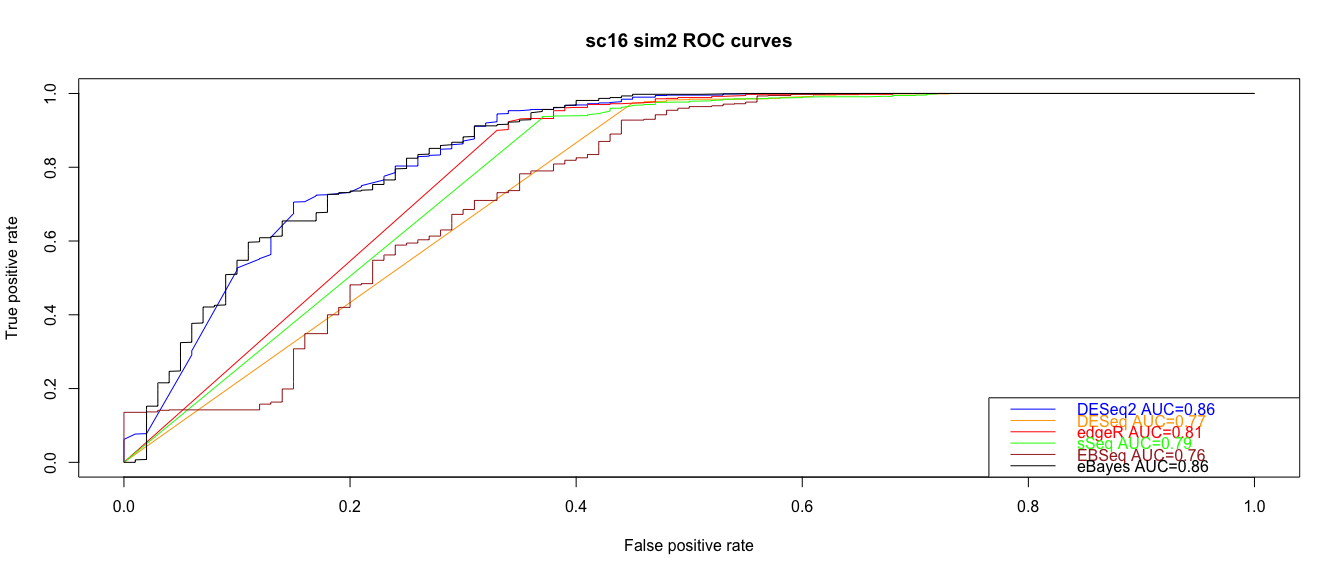 sc16 sim2 ROC curves
True positive rate
1.0
0.8
0.6
0.4
0.2
0.0
DESeq2 AUC=0.86
DESeq AUC=0.77
edgeR AUC=0.81
sSeq AUC=0.79
EBSeq AUC=0.76
eBayes AUC=0.86
0.0 0.2 0.4 0.6 0.8 1.0
False positive rate